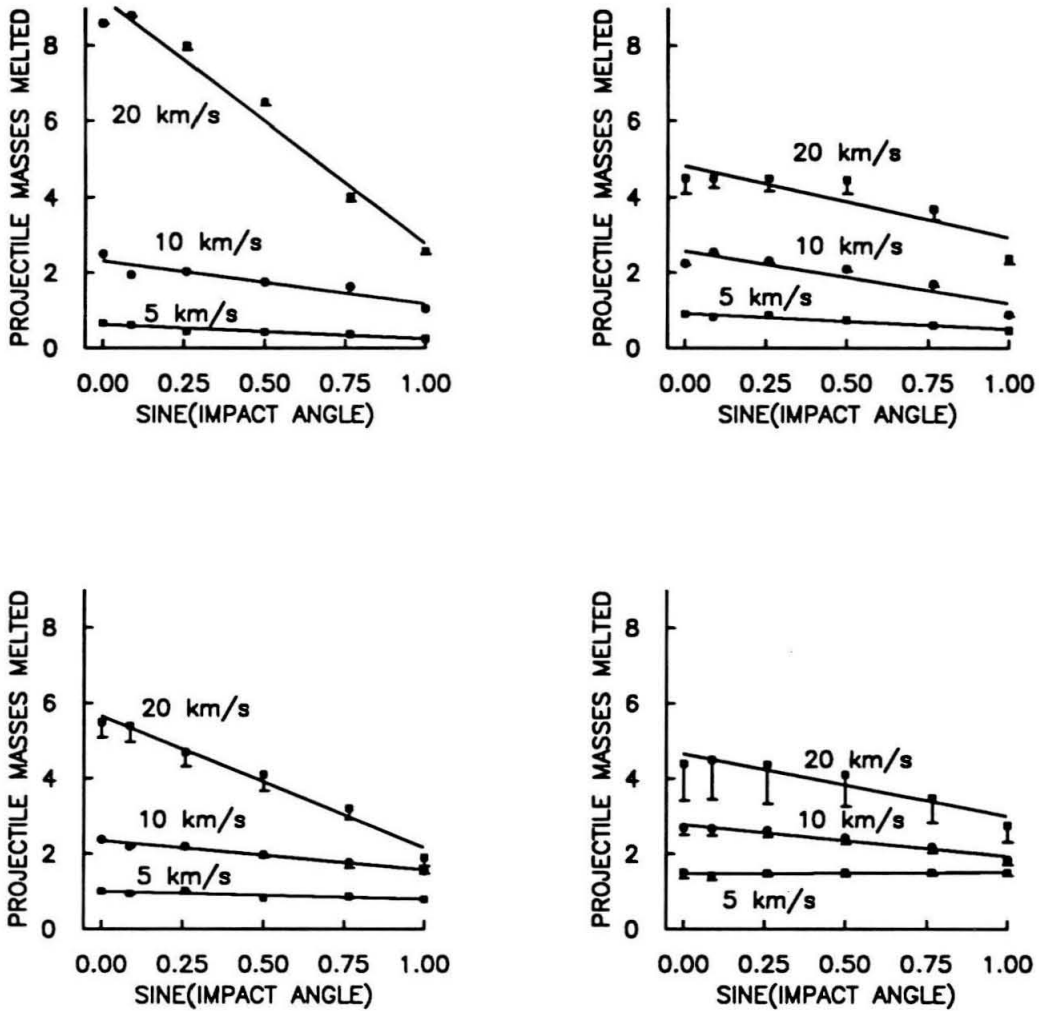 PROJECTILE MASSES MELTED
8
6
4
2
0
20 km/s
10 km/s
5 km/s
0.00 0.25 0.50 0.75 1.00
SINE(IMPACT ANGLE)
PROJECTILE MASSES MELTED
8
6
4
2
0
20 km/s
10 km/s
5 km/s
0.00 0.25 0.50 0.75 1.00
SINE(IMPACT ANGLE)
PROJECTILE MASSES MELTED
8
6
4
2
0
20 km/s
10 km/s
5 km/s
0.00 0.25 0.50 0.75 1.00
SINE(IMPACT ANGLE)
PROJECTILE MASSES MELTED
8
6
4
2
0
20 km/s
10 km/s
5 km/s
0.00 0.25 0.50 0.75 1.00
SINE(IMPACT ANGLE)